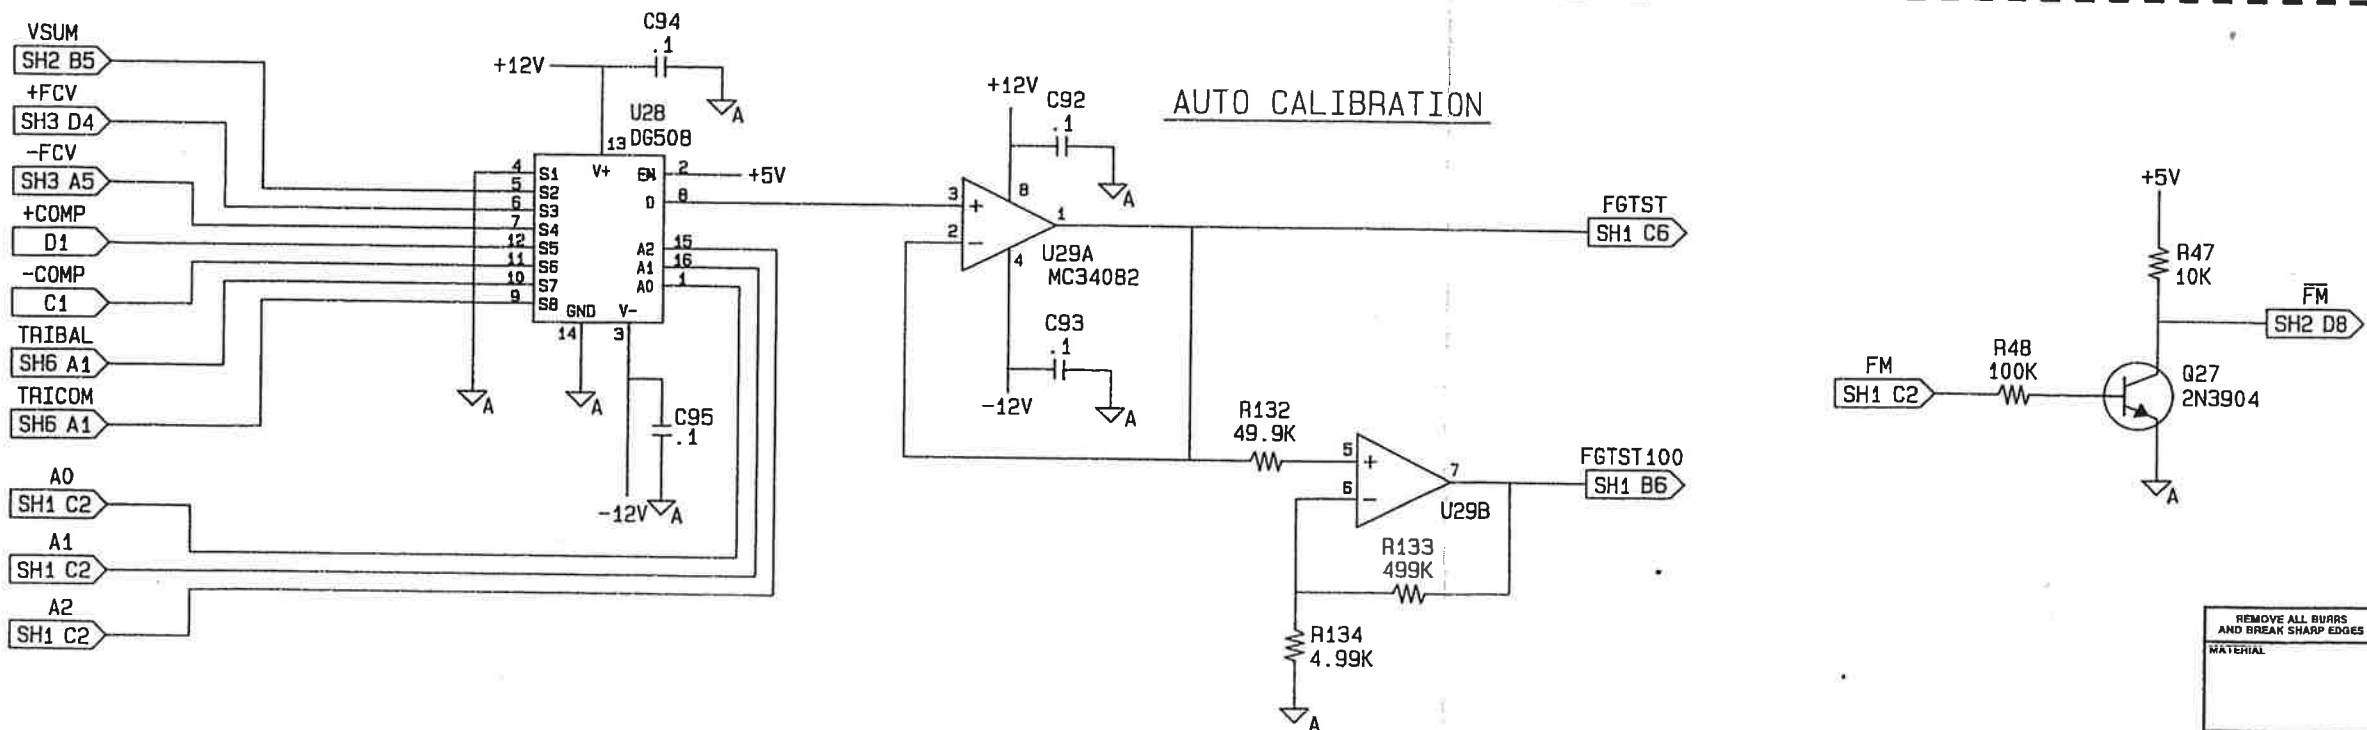 AUTO CALIBRATION
VSUM
SH2 B5
+FCV
SH3 D4
-FCV
SH3 A5
+COMP
D1
-COMP
C1
TRIBAL
SH6 A1
TRICOM
SH6 A1
A0
SH1 C2
A1
SH1 C2
A2
SH1 C2
C94
.1
+12V
A
U28
DG508
13
V+
4 S1
5 S2
6 S3
7 S4
12 S5
11 S6
10 S7
9 S8
EN 2
+5V
D 8
A2 15
A1 16
A0 1
GND
V-
14
3
A
A
C95
.1
-12V
A
+12V
C92
.1
A
3
+
8
1
2
-
4
U29A
MC34082
C93
.1
-12V
A
FGTST
SH1 C6
R132
49.9K
5
+
7
6
-
U29B
FGTST100
SH1 B6
R133
499K
R134
4.99K
A
+5V
R47
10K
FM
SH2 D8
FM
SH1 C2
R48
100K
Q27
2N3904
A
REMOVE ALL BURRS
AND BREAK SHARP EDGES
MATERIAL